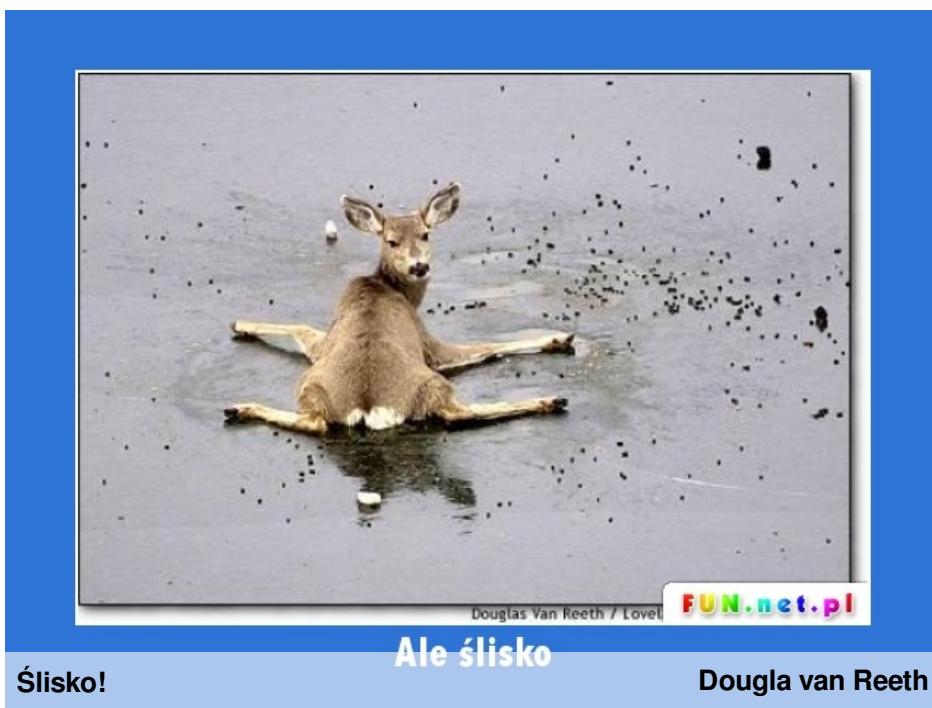 Douglas Van Reeth / Lovel
FUN.net.pl
Ale ślisko
Ślisko!
Dougla van Reeth